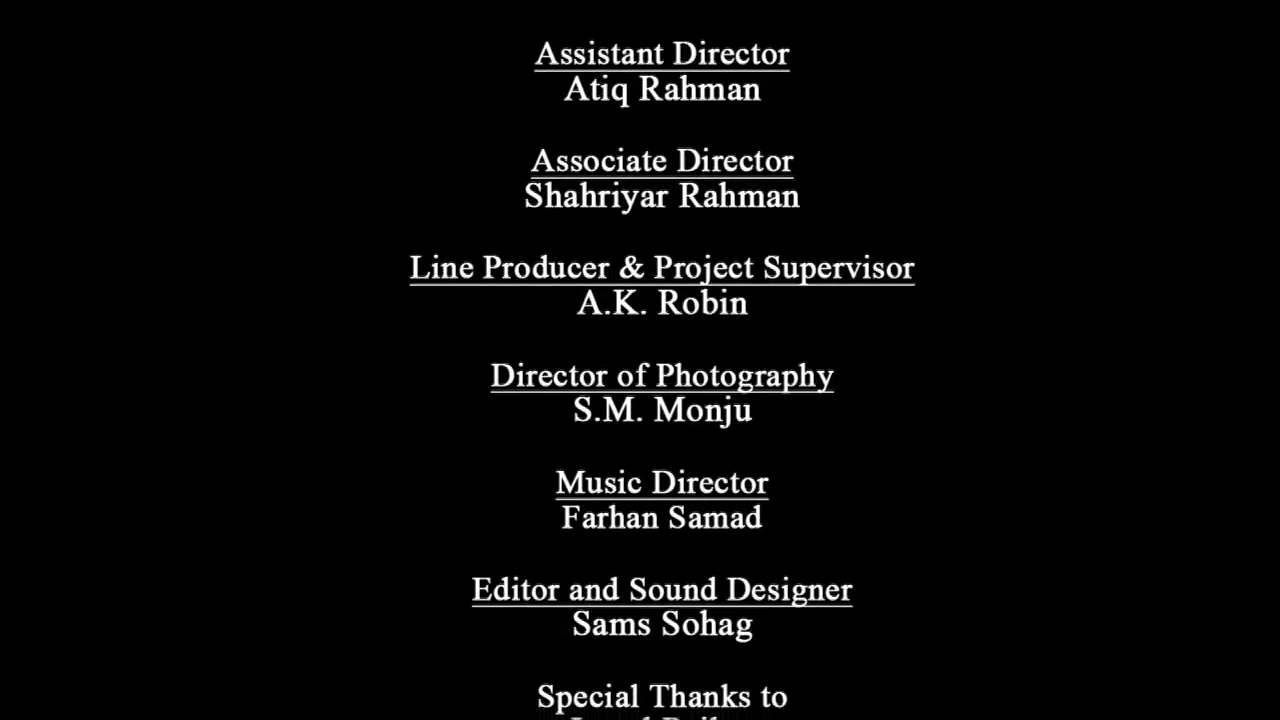 Assistant Director
Atiq Rahman
Associate Director
Shahriyar Rahman
Line Producer & Project Supervisor
A.K. Robin
Director of Photography
S.M. Monju
Music Director
Farhan Samad
Editor and Sound Designer
Sams Sohag
Special Thanks to